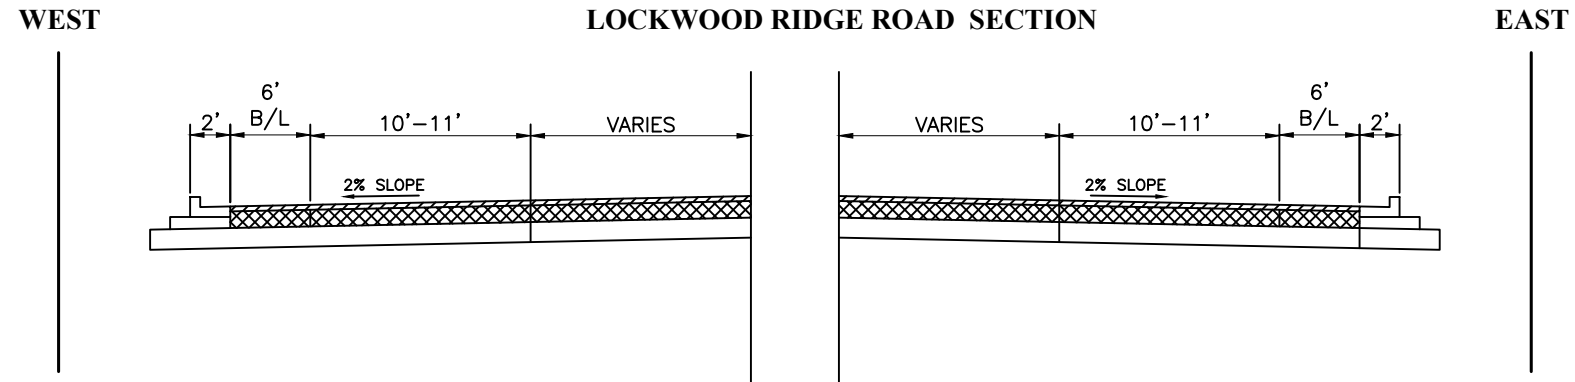 WEST LOCKWOOD RIDGE ROAD SECTION EAST
6' 6'
2' B/L 10'-11' VARIES VARIES 10'-11' B/L 2'
2% SLOPE 2% SLOPE